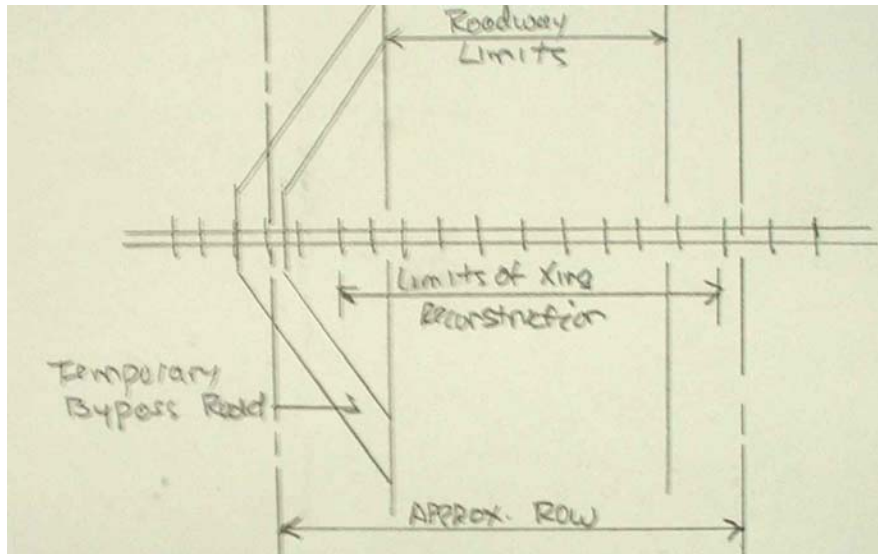 Roadway
Limits
Limits of Xing
Reconstruction
Temporary
Bypass Road
APPROX. ROW